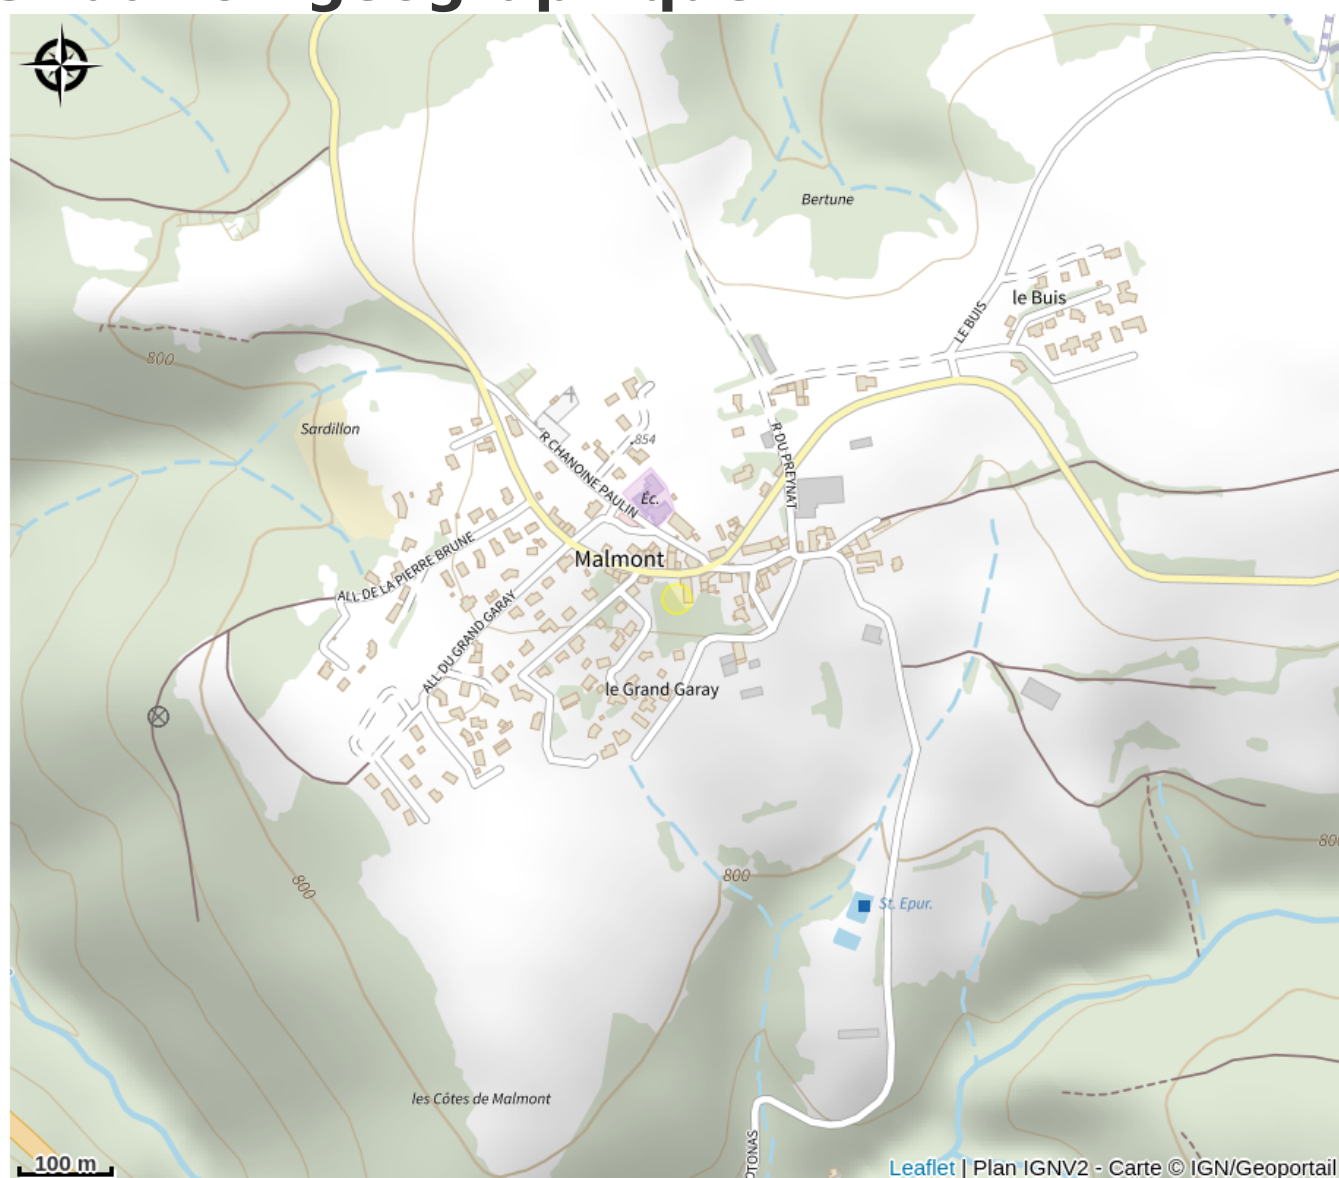 Bertune
le Buis
LE BUIS
800
Sardillon
854
R CHANOINE PAULIN
R DU PREYNAT
Éc.
Malmont
ALL DE LA PIERRE BRUNE
ALL DU GRAND GARAY
le Grand Garay
800
800
800
St. Epur.
les Côtes de Malmont
100 m
Leaflet | Plan IGNV2 - Carte © IGN/Geoportail